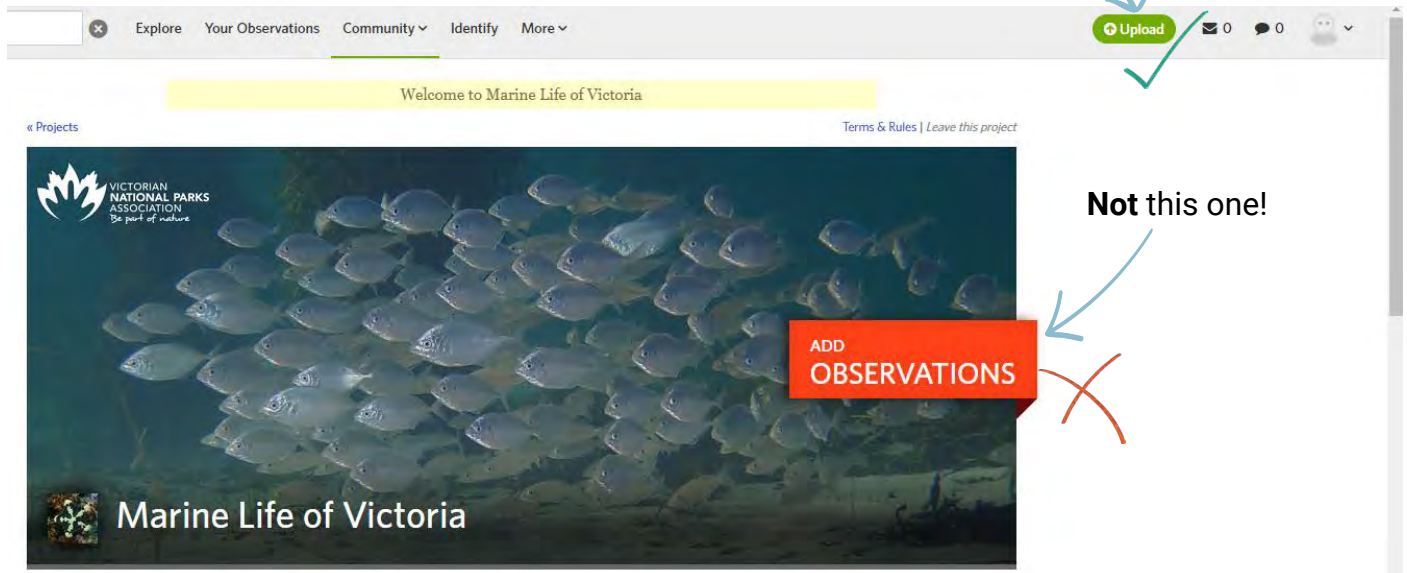 Explore Your Observations Community Identify More Upload 0 0
Welcome to Marine Life of Victoria
« Projects Terms & Rules | Leave this project
VICTORIAN
NATIONAL PARKS
ASSOCIATION
Be part of nature
Not this one!
ADD
OBSERVATIONS
Marine Life of Victoria